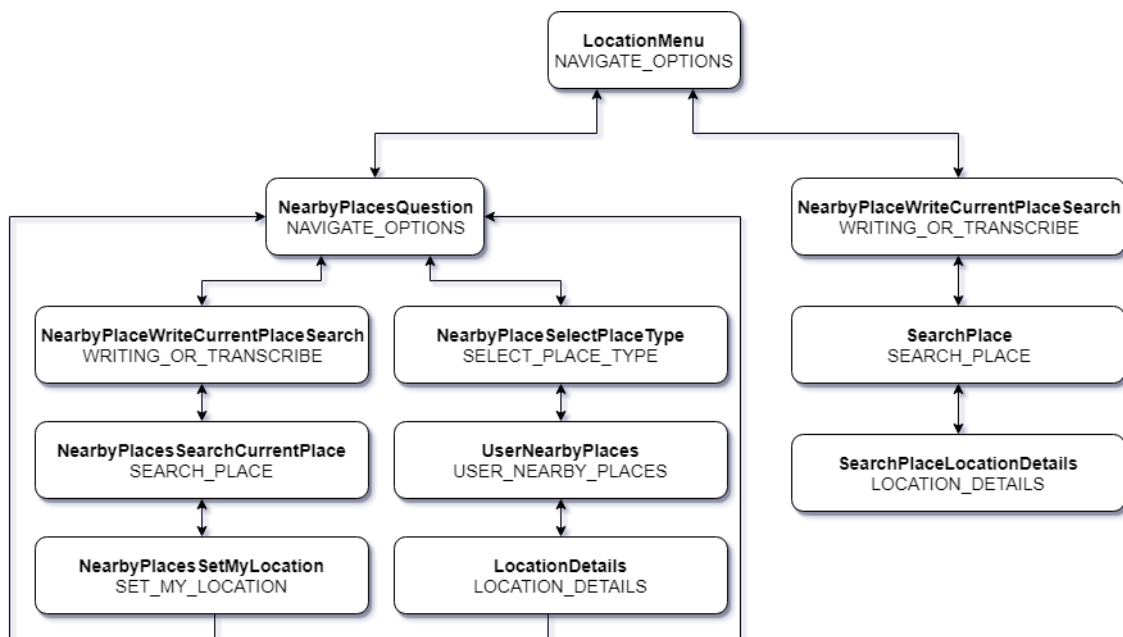 LocationMenu
NAVIGATE_OPTIONS
NearbyPlacesQuestion
NAVIGATE_OPTIONS
NearbyPlaceWriteCurrentPlaceSearch
WRITING_OR_TRANSCRIBE
NearbyPlaceWriteCurrentPlaceSearch
WRITING_OR_TRANSCRIBE
NearbyPlaceSelectPlaceType
SELECT_PLACE_TYPE
SearchPlace
SEARCH_PLACE
NearbyPlacesSearchCurrentPlace
SEARCH_PLACE
UserNearbyPlaces
USER_NEARBY_PLACES
SearchPlaceLocationDetails
LOCATION_DETAILS
NearbyPlacesSetMyLocation
SET_MY_LOCATION
LocationDetails
LOCATION_DETAILS